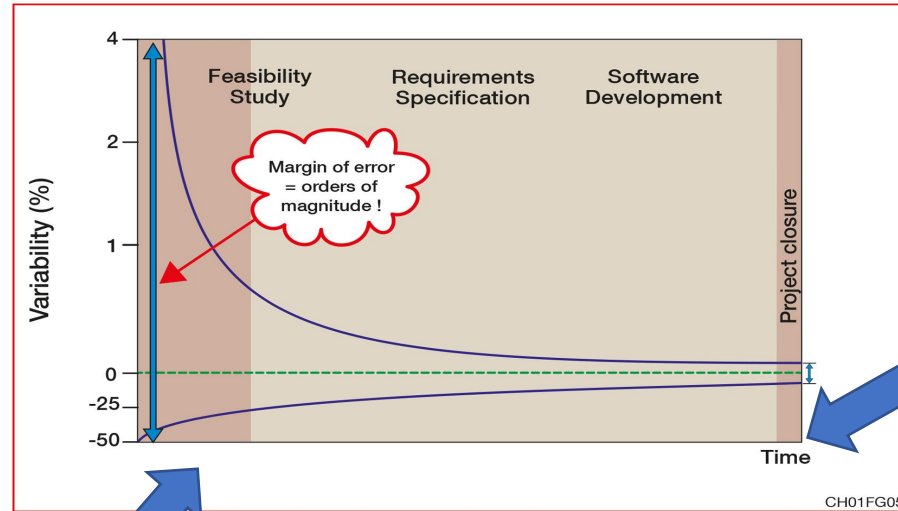 4
2
1
0
-25
-50
Variability (%)
Feasibility
Study
Requirements
Specification
Software
Development
Margin of error
= orders of
magnitude !
Project closure
Time
CH01FG05